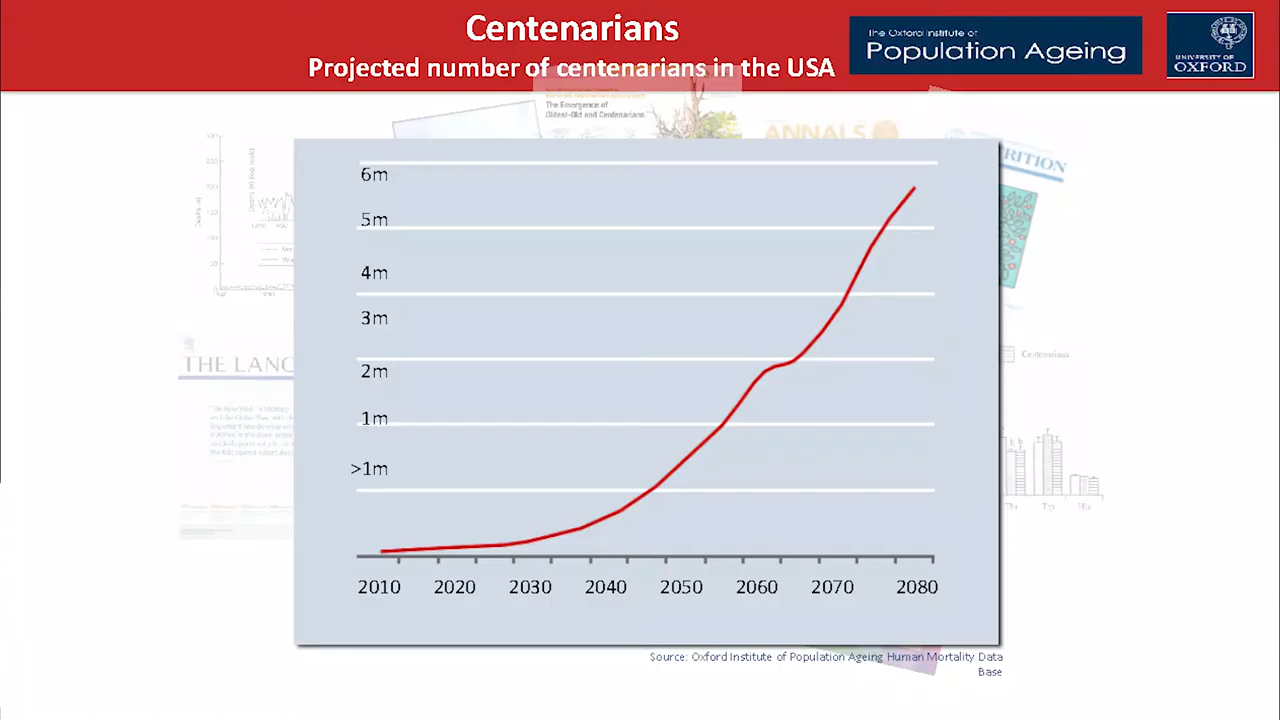 Centenarians
Projected number of centenarians in the USA
The Oxford Institute of
Population Ageing
UNIVERSITY OF
OXFORD
The Emergence of
Oldest-Old and Centenarians
ANNALS
RITION
THE LANC
Centenarians
6m
5m
4m
3m
2m
1m
>1m
2010 2020 2030 2040 2050 2060 2070 2080
Source: Oxford Institute of Population Ageing Human Mortality Data
Base